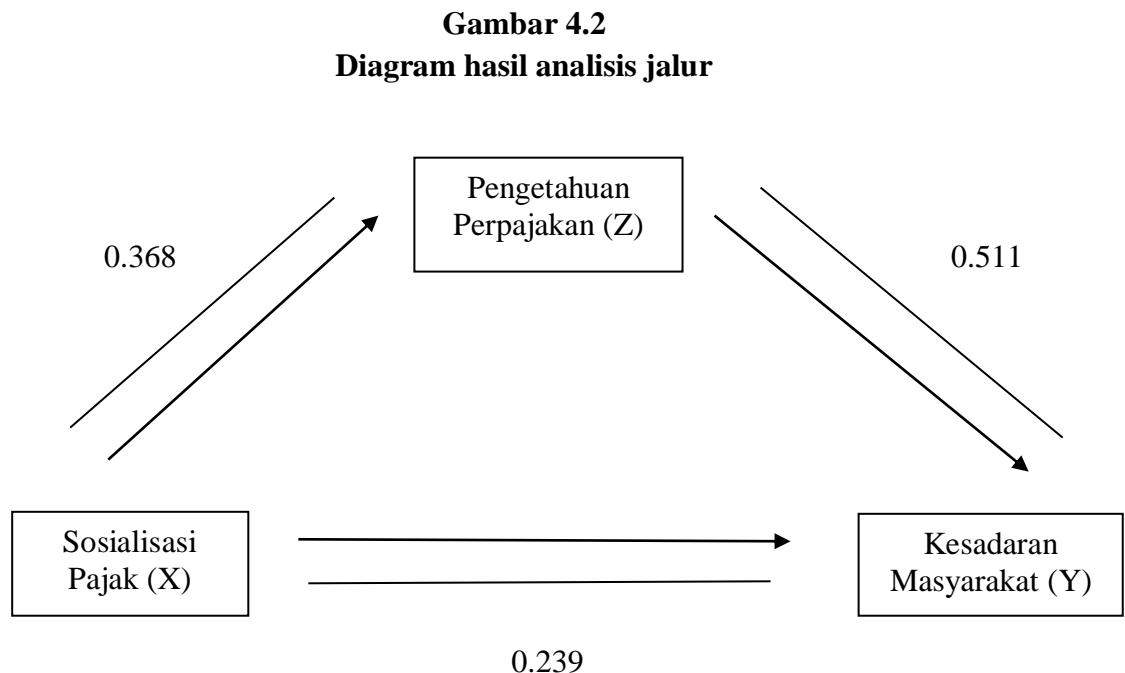 Gambar 4.2
Diagram hasil analisis jalur
Pengetahuan
Perpajakan (Z)
0.368
0.511
Sosialisasi
Pajak (X)
Kesadaran
Masyarakat (Y)
0.239